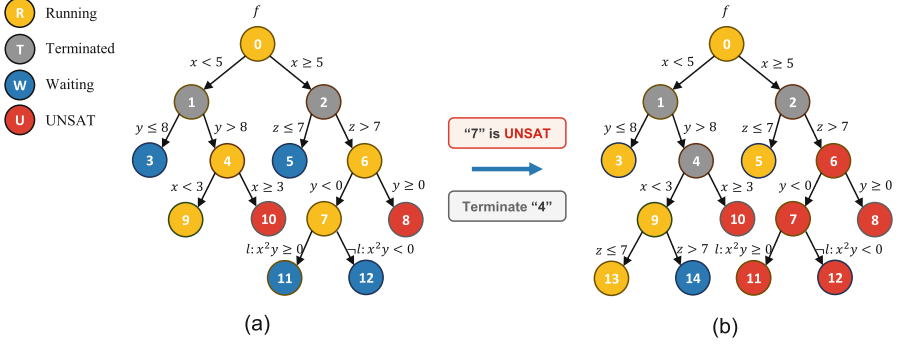 R Running
T Terminated
W Waiting
U UNSAT
f
0
x < 5 x ≥ 5
1 2
y ≤ 8 y > 8 z ≤ 7 z > 7
3 4 5 6
x < 3 x ≥ 3 y < 0 y ≥ 0
9 10 7 8
l: x²y ≥ 0 ¬l: x²y < 0
11 12
(a)
"7" is UNSAT
Terminate "4"
f
0
x < 5 x ≥ 5
1 2
y ≤ 8 y > 8 z ≤ 7 z > 7
3 4 5 6
x < 3 x ≥ 3 y < 0 y ≥ 0
9 10 7 8
z ≤ 7 z > 7 l: x²y ≥ 0 ¬l: x²y < 0
13 14 11 12
(b)